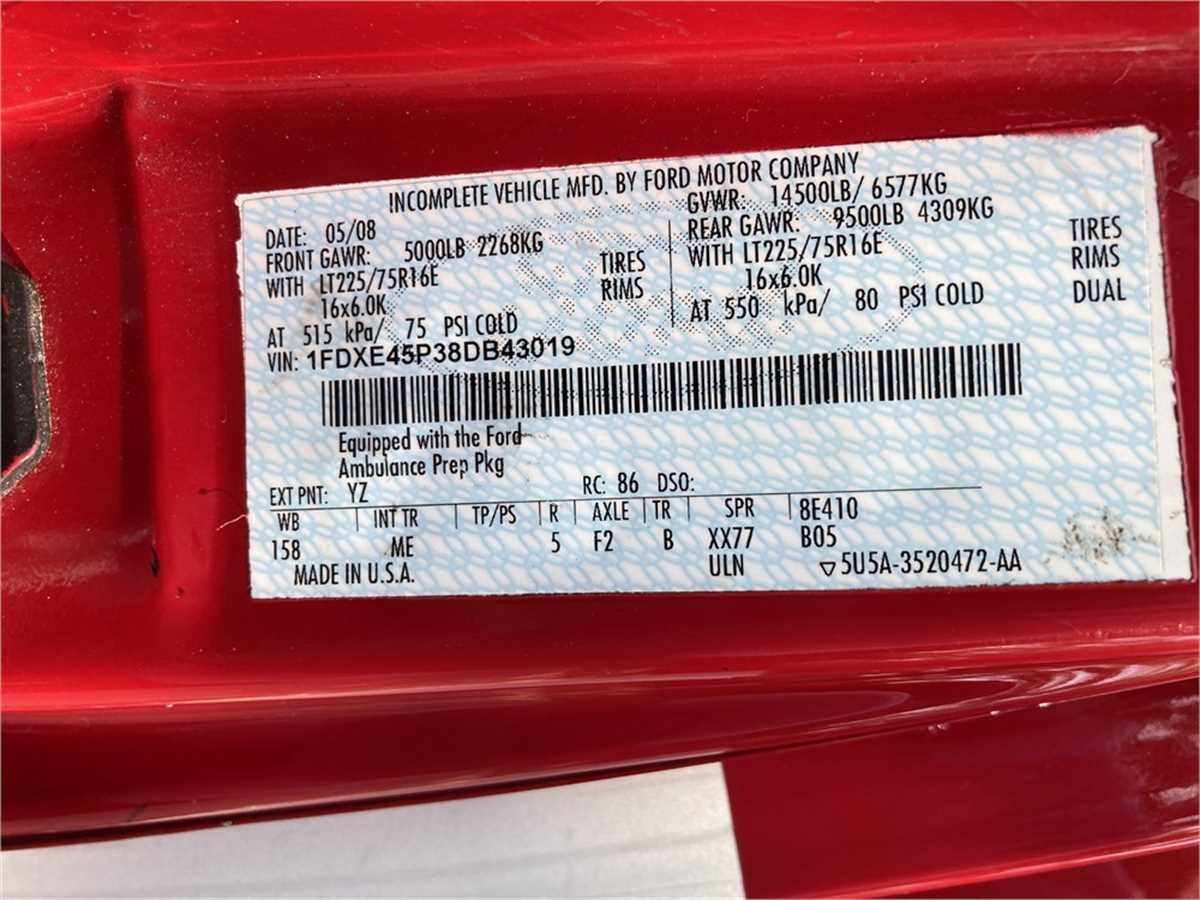 INCOMPLETE VEHICLE MFD. BY FORD MOTOR COMPANY
DATE: 05/08
GVWR: 14500LB/ 6577KG
FRONT GAWR: 5000LB 2268KG
REAR GAWR: 9500LB 4309KG
WITH LT225/75R16E TIRES
WITH LT225/75R16E TIRES
16x6.0K RIMS
16x6.0K RIMS
AT 515 kPa/ 75 PSI COLD
AT 550 kPa/ 80 PSI COLD DUAL
VIN: 1FDXE45P38DB43019
Equipped with the Ford
Ambulance Prep Pkg
EXT PNT: YZ RC: 86 DSO:
WB | INT TR | TP/PS | R | AXLE | TR | SPR | 8E410
158 ME 5 F2 B XX77 B05
MADE IN U.S.A. ULN ▽5U5A-3520472-AA